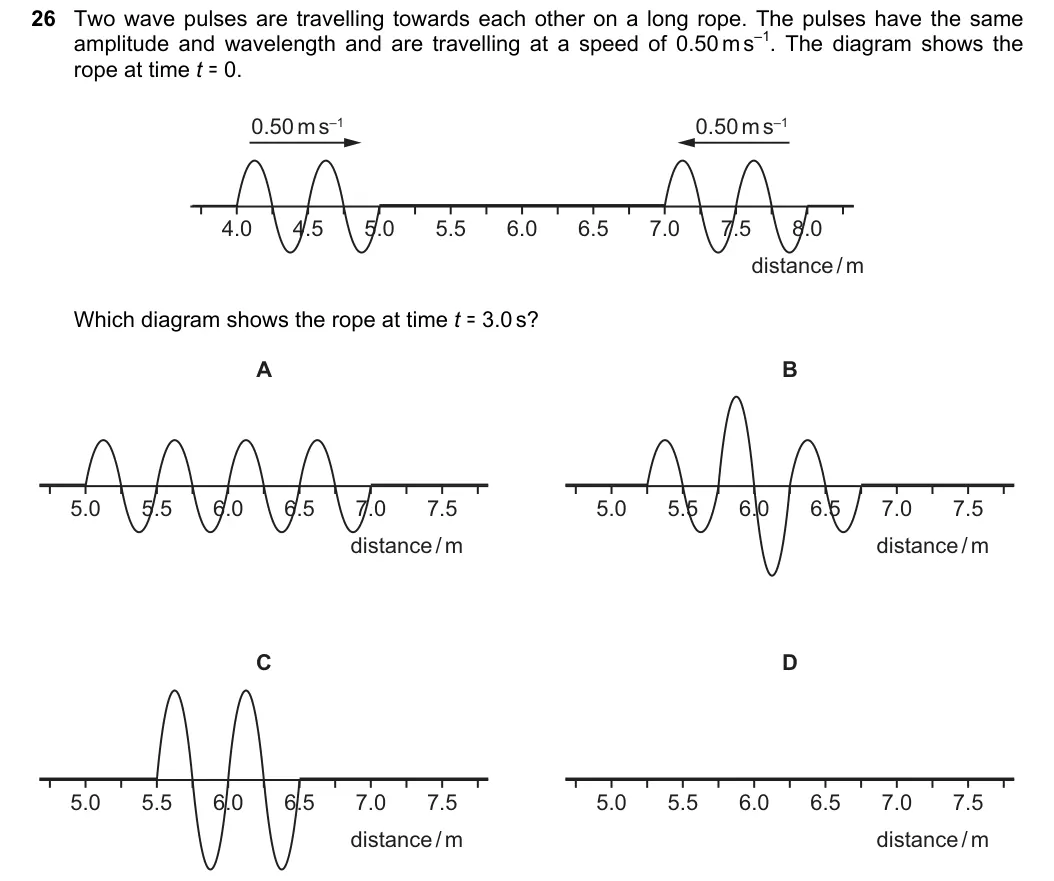 26 Two wave pulses are travelling towards each other on a long rope. The pulses have the same
amplitude and wavelength and are travelling at a speed of 0.50 m s⁻¹. The diagram shows the
rope at time t = 0.
0.50 m s⁻¹ 0.50 m s⁻¹
4.0 4.5 5.0 5.5 6.0 6.5 7.0 7.5 8.0
distance / m
Which diagram shows the rope at time t = 3.0 s?
A B
5.0 5.5 6.0 6.5 7.0 7.5 5.0 5.5 6.0 6.5 7.0 7.5
distance / m distance / m
C D
5.0 5.5 6.0 6.5 7.0 7.5 5.0 5.5 6.0 6.5 7.0 7.5
distance / m distance / m